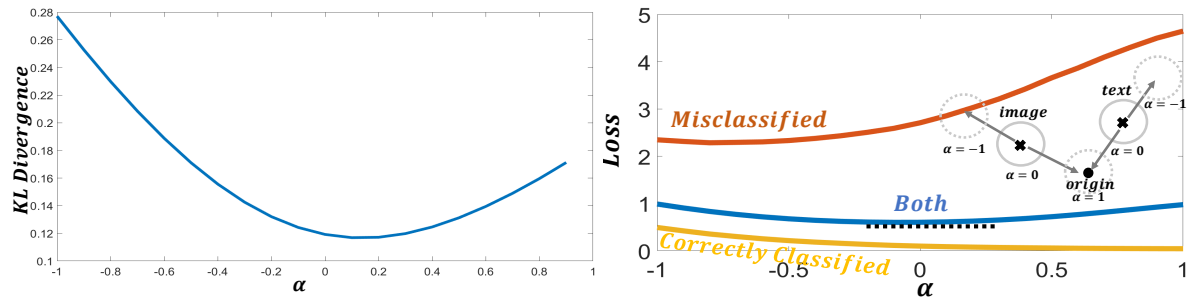 0.28
0.26
0.24
0.22
0.2
0.18
0.16
0.14
0.12
0.1
KL Divergence
-1 -0.8 -0.6 -0.4 -0.2 0 0.2 0.4 0.6 0.8 1
α
5
4
3
2
1
0
Loss
Misclassified
image
text
α = −1
α = 0
α = −1
α = 0
origin
α = 1
Both
Correctly Classified
-1 -0.5 0 0.5 1
α